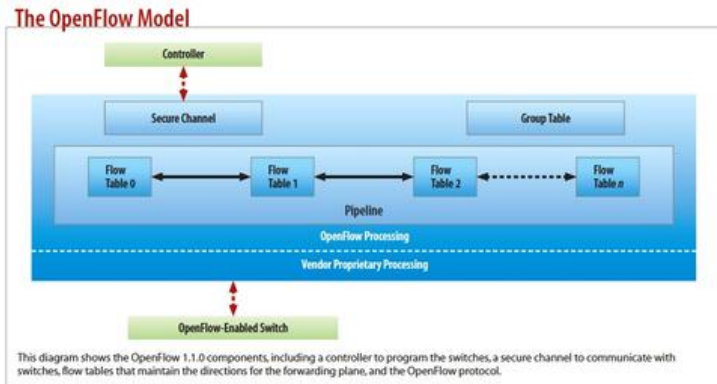 The OpenFlow Model
Controller
Secure Channel
Group Table
Flow
Table 0
Flow
Table 1
Flow
Table 2
Flow
Table n
Pipeline
OpenFlow Processing
Vendor Proprietary Processing
OpenFlow-Enabled Switch
This diagram shows the OpenFlow 1.1.0 components, including a controller to program the switches, a secure channel to communicate with
switches, flow tables that maintain the directions for the forwarding plane, and the OpenFlow protocol.